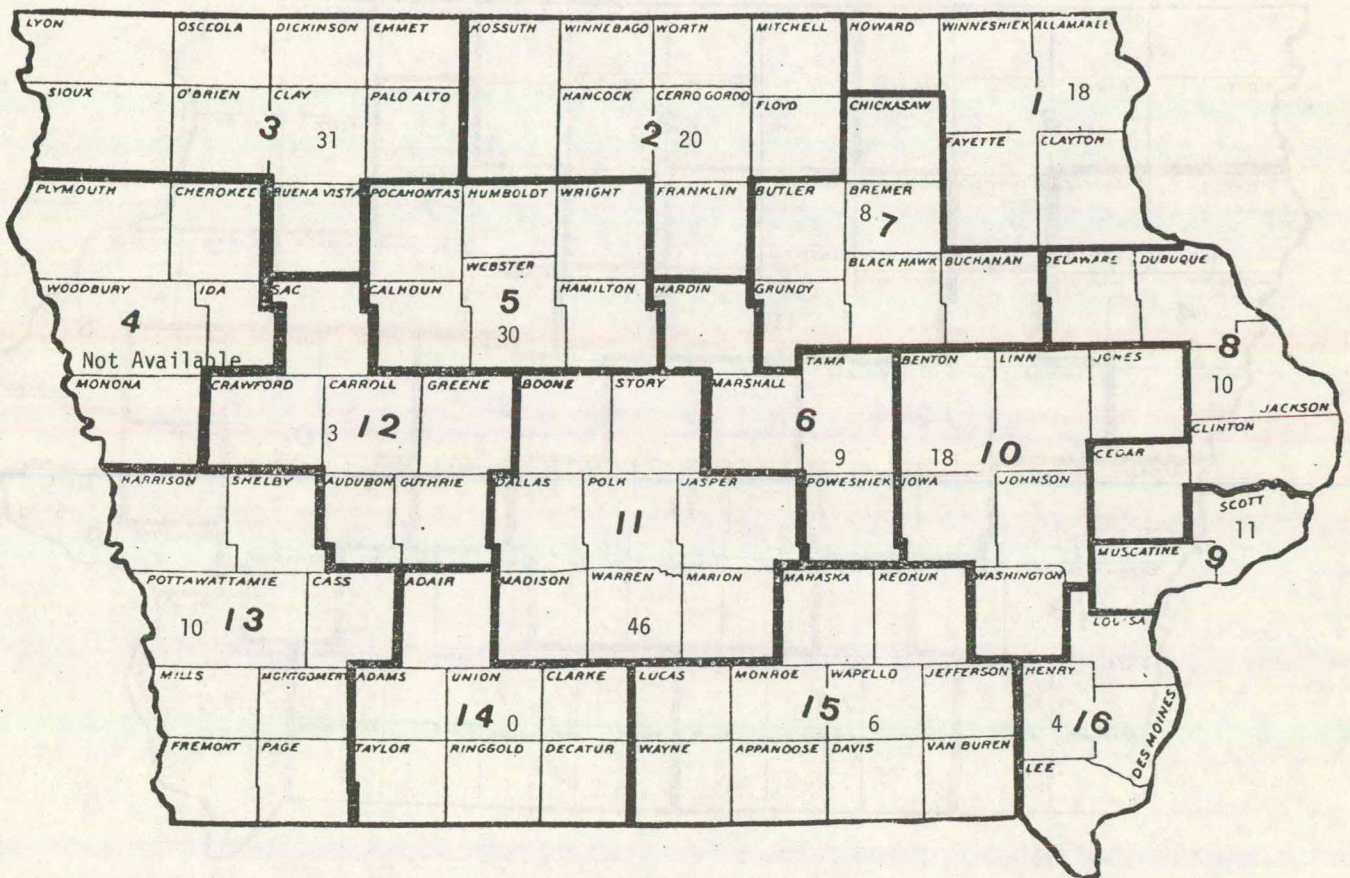 LYON OSCEOLA DICKINSON EMMET KOSSUTH WINNEBAGO WORTH MITCHELL HOWARD WINNESHIEK ALLAMAKEE
SIOUX O'BRIEN CLAY PALO ALTO HANCOCK CERRO GORDO FLOYD CHICKASAW 18
3 31 2 20 1
FAYETTE CLAYTON
PLYMOUTH CHEROKEE BUENA VISTA POCAHONTAS HUMBOLDT WRIGHT FRANKLIN BUTLER BREMER
8 7
WEBSTER BLACK HAWK BUCHANAN DELAWARE DUBUQUE
WOODBURY IDA SAC CALHOUN HAMILTON HARDIN GRUNDY
4 5 30 8
Not Available TAMA BENTON LINN JONES
MONONA CRAWFORD CARROLL GREENE BOONE STORY MARSHALL 10
JACKSON
CLINTON
3 12 6
9 18 10 CEDAR
HARRISON SHELBY AUDUBON GUTHRIE DALLAS POLK JASPER POWESHIEK IOWA JOHNSON
SCOTT
11 11
MUSCATINE 9
POTTAWATTAMIE CASS ADAIR MADISON WARREN MARION MAHASKA KEOKUK WASHINGTON
10 13 46
LOUISA
MILLS MONTGOMERY ADAMS UNION CLARKE LUCAS MONROE WAPELLO JEFFERSON HENRY
14 0 15 6 4 16
DES MOINES
FREMONT PAGE TAYLOR RINGGOLD DECATUR WAYNE APPANOOSE DAVIS VAN BUREN
LEE